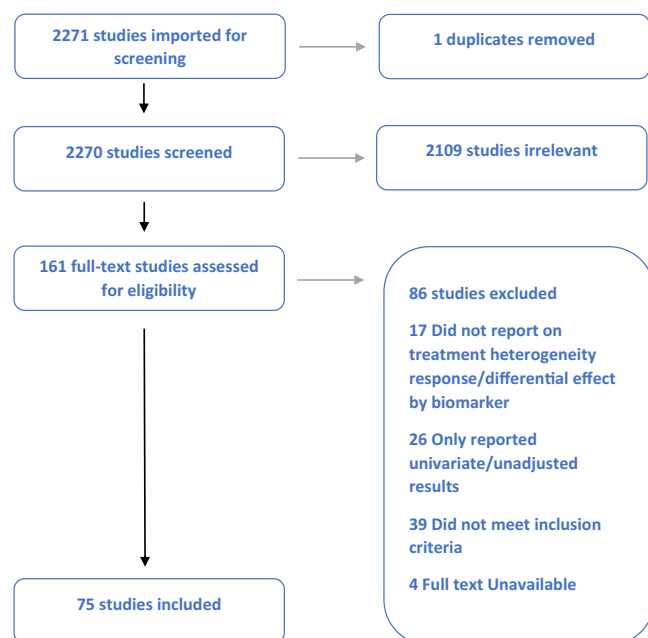 2271 studies imported for
screening
1 duplicates removed
2270 studies screened
2109 studies irrelevant
161 full-text studies assessed
for eligibility
86 studies excluded
17 Did not report on
treatment heterogeneity
response/differential effect
by biomarker
26 Only reported
univariate/unadjusted
results
39 Did not meet inclusion
criteria
4 Full text Unavailable
75 studies included